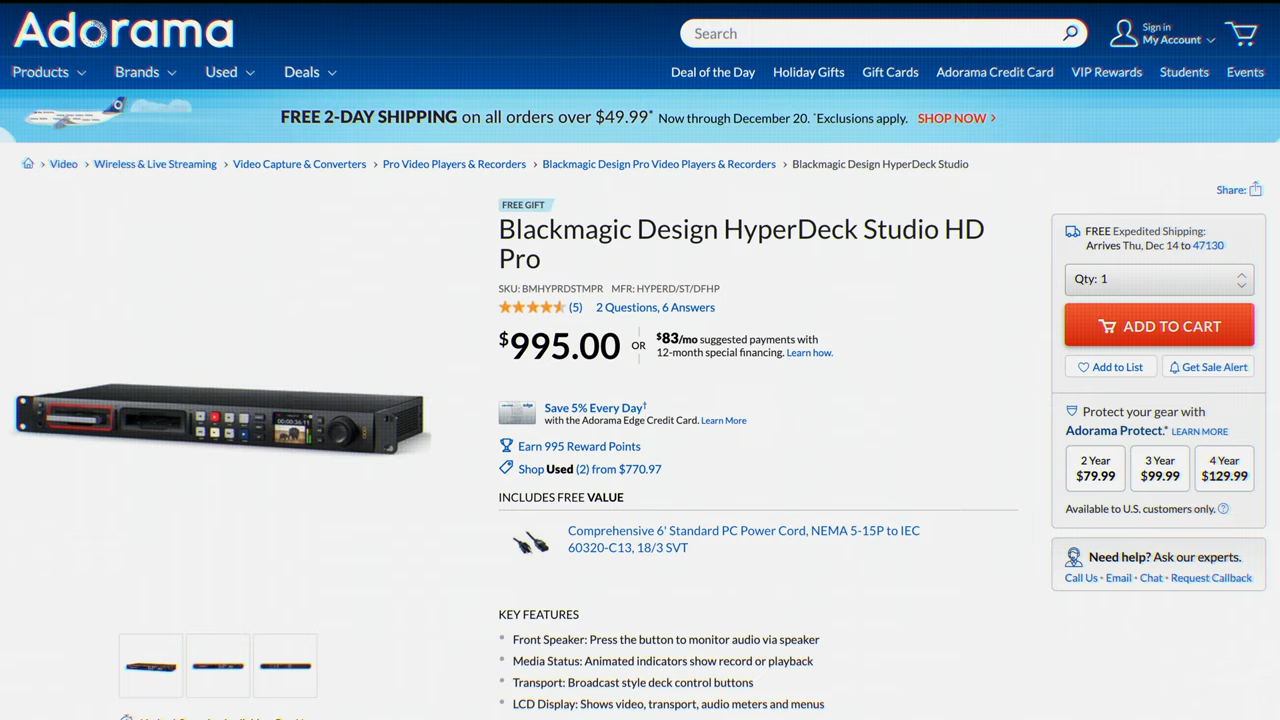 Adorama
Search
Sign in
My Account
Products
Brands
Used
Deals
Deal of the Day
Holiday Gifts
Gift Cards
Adorama Credit Card
VIP Rewards
Students
Events
FREE 2-DAY SHIPPING on all orders over $49.99* Now through December 20. *Exclusions apply. SHOP NOW >
> Video > Wireless & Live Streaming > Video Capture & Converters > Pro Video Players & Recorders > Blackmagic Design Pro Video Players & Recorders > Blackmagic Design HyperDeck Studio
Share:
FREE GIFT
Blackmagic Design HyperDeck Studio HD
Pro
SKU: BMHYPRDSTMPR MFR: HYPERD/ST/DFHP
(5) 2 Questions, 6 Answers
$995.00 OR
$83/mo suggested payments with
12-month special financing. Learn how.
Save 5% Every Day†
with the Adorama Edge Credit Card. Learn More
Earn 995 Reward Points
Shop Used (2) from $770.97
INCLUDES FREE VALUE
Comprehensive 6' Standard PC Power Cord, NEMA 5-15P to IEC
60320-C13, 18/3 SVT
KEY FEATURES
• Front Speaker: Press the button to monitor audio via speaker
• Media Status: Animated indicators show record or playback
• Transport: Broadcast style deck control buttons
• LCD Display: Shows video, transport, audio meters and menus
FREE Expedited Shipping:
Arrives Thu, Dec 14 to 47130
Qty: 1
ADD TO CART
Add to List
Get Sale Alert
Protect your gear with
Adorama Protect.* LEARN MORE
2 Year
$79.99
3 Year
$99.99
4 Year
$129.99
Available to U.S. customers only.
Need help? Ask our experts.
Call Us • Email • Chat • Request Callback